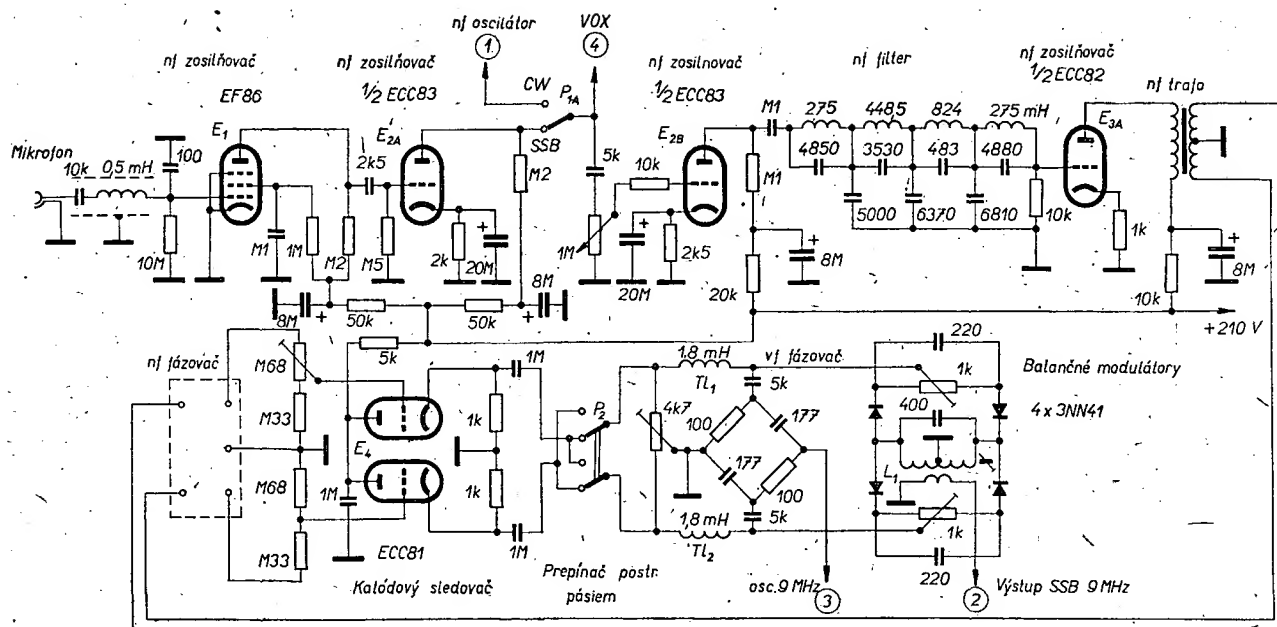 nf oscilátor
1
VOX
4
nf zosilňovač
EF86
nf zosilňovač
1/2 ECC83
CW
P1A
SSB
nf zosilnovač
1/2 ECC83
nf filter
nf zosilňovač
1/2 ECC82
nf trafo
E1
E2A
E2B
E3A
M1
275
4485
824
275 mH
4850
3530
483
4880
Mikrofon
10k
0,5 mH
100
2k5
M2
5k
10k
M1
5000
6370
6810
10k
1k
10M
M1
1M
M2
M5
2k
20M
1M
20M
2k5
8M
8M
8M
50k
50k
8M
20k
10k
+210 V
5k
nf fázovač
M68
M33
M68
M33
1M
E4
ECC81
1M
1k
1k
1M
Katódový sledovač
P2
Prepínač postr.
pásiem
4k7
1,8 mH
Tl1
vf fázovač
5k
100
177
177
100
5k
1,8 mH
Tl2
osc. 9 MHz
3
220
1k
400
L1
1k
220
Balančné modulátory
4 x 3NN41
2
Výstup SSB 9 MHz